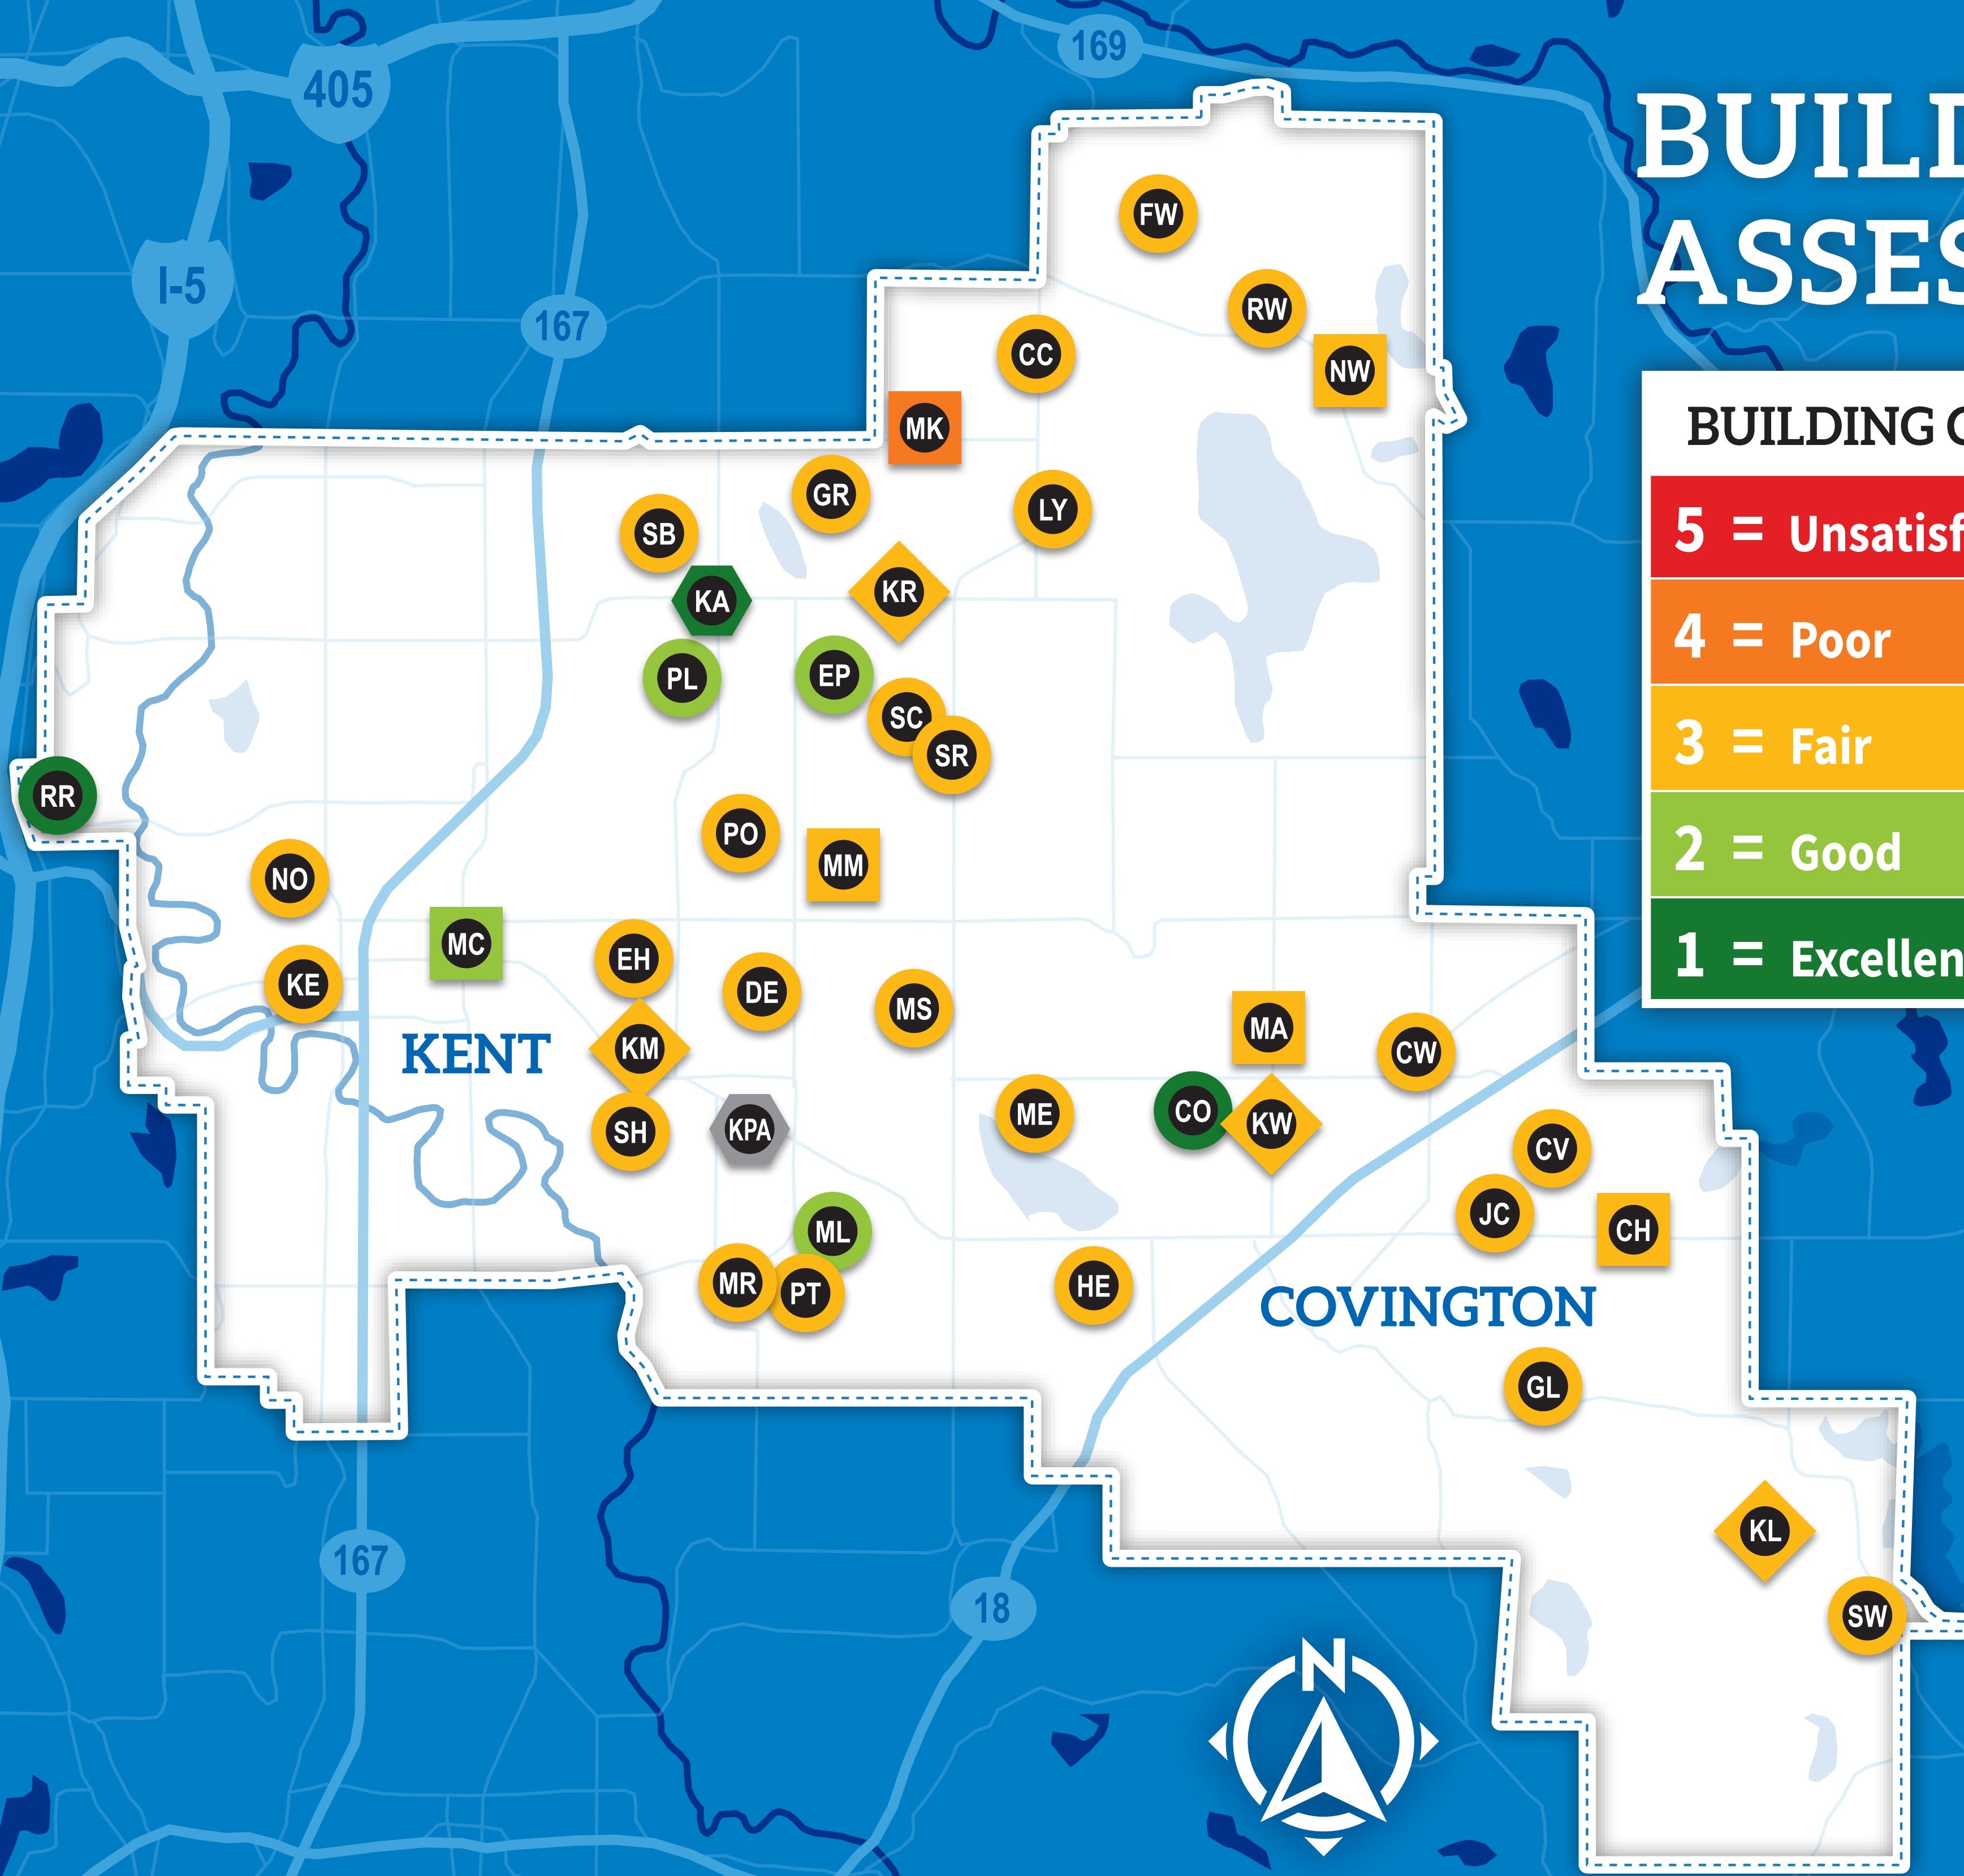 169
405
BUILD
FW
ASSES
I-5
RW
167
CC
NW
MK
BUILDING
GR
LY
SB
5 = Unsatisf
KR
KA
4 = Poor
PL
EP
SC
3 = Fair
SR
RR
PO
MM
2 = Good
NO
MC
EH
1 = Excellen
KE
DE
MS
MA
KENT
KM
CW
CO
ME
KW
SH
KPA
CV
JC
ML
CH
MR
PT
HE
COVINGTON
GL
KL
167
18
SW
N